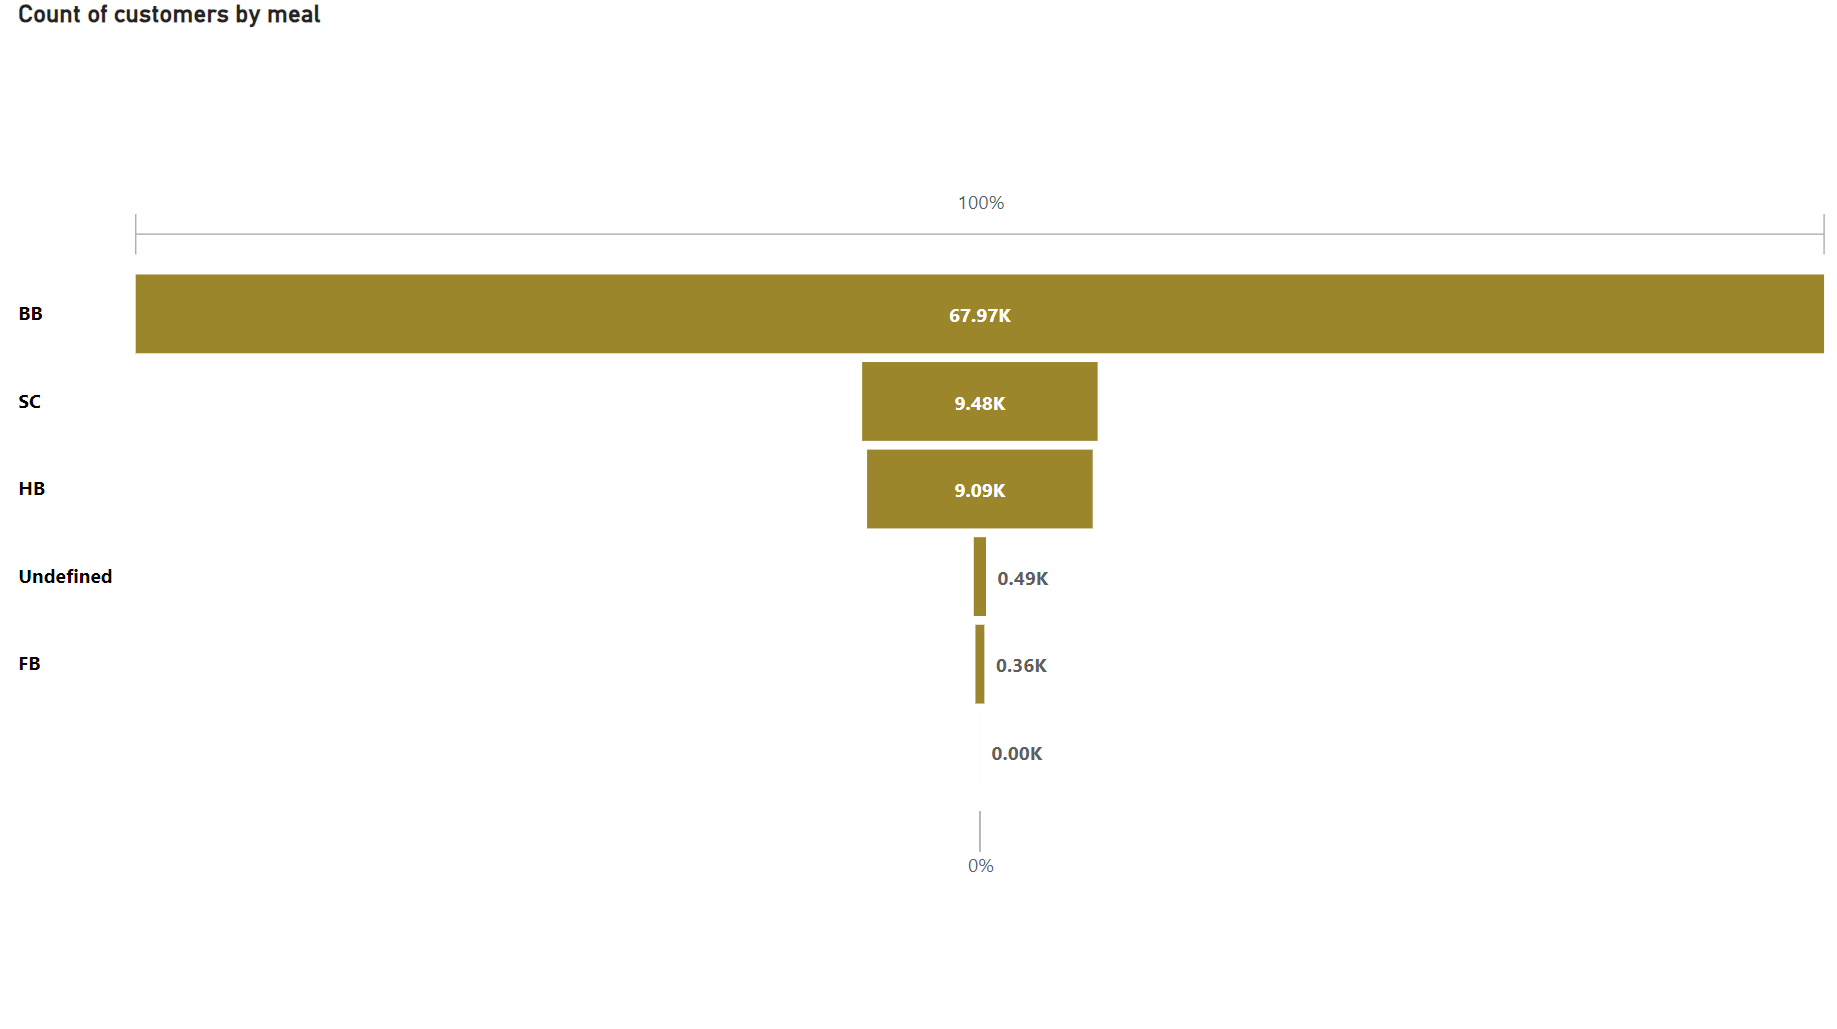 Count of customers by meal
100%
BB 67.97K
SC 9.48K
HB 9.09K
Undefined 0.49K
FB 0.36K
0.00K
0%